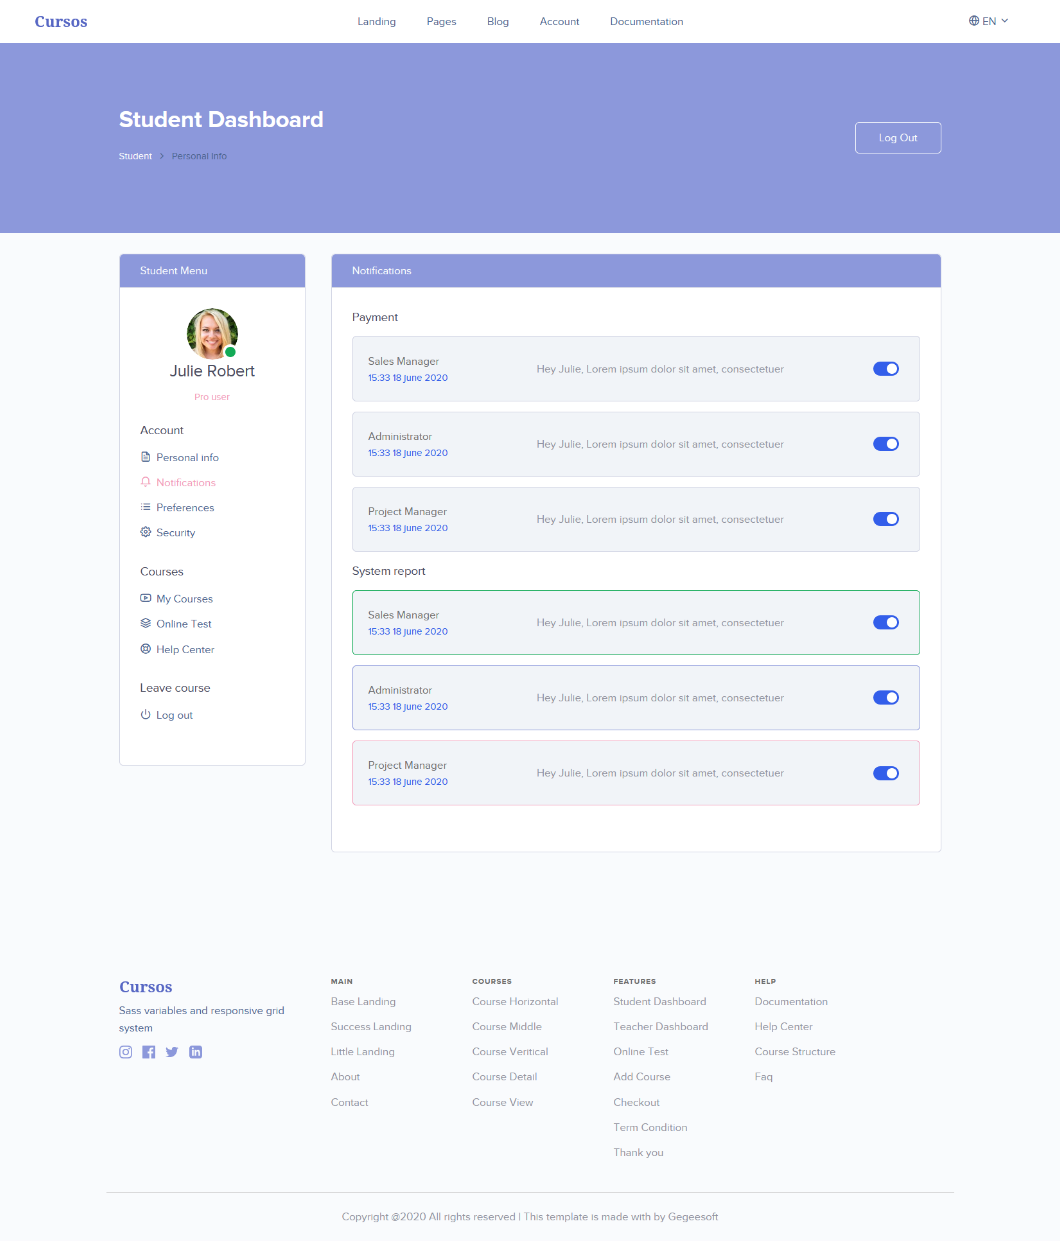 Cursos
Landing Pages Blog Account Documentation
EN
Student Dashboard
Student > Personal info
Log Out
Student Menu
Julie Robert
Pro user
Account
Personal info
Notifications
Preferences
Security
Courses
My Courses
Online Test
Help Center
Leave course
Log out
Notifications
Payment
Sales Manager
15:33 18 june 2020
Hey Julie, Lorem ipsum dolor sit amet, consectetuer
Administrator
15:33 18 june 2020
Hey Julie, Lorem ipsum dolor sit amet, consectetuer
Project Manager
15:33 18 june 2020
Hey Julie, Lorem ipsum dolor sit amet, consectetuer
System report
Sales Manager
15:33 18 june 2020
Hey Julie, Lorem ipsum dolor sit amet, consectetuer
Administrator
15:33 18 june 2020
Hey Julie, Lorem ipsum dolor sit amet, consectetuer
Project Manager
15:33 18 june 2020
Hey Julie, Lorem ipsum dolor sit amet, consectetuer
Cursos
Sass variables and responsive grid
system
MAIN
Base Landing
Success Landing
Little Landing
About
Contact
COURSES
Course Horizontal
Course Middle
Course Veritical
Course Detail
Course View
FEATURES
Student Dashboard
Teacher Dashboard
Online Test
Add Course
Checkout
Term Condition
Thank you
HELP
Documentation
Help Center
Course Structure
Faq
Copyright @2020 All rights reserved | This template is made with by Gegeesoft